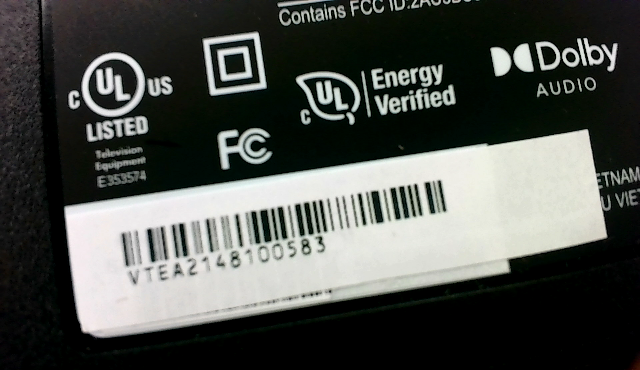 Contains FCC ID:
c UL US
LISTED
Television
Equipment
E353574
FC
c UL
Energy
Verified
Dolby
AUDIO
VTEA2148100583